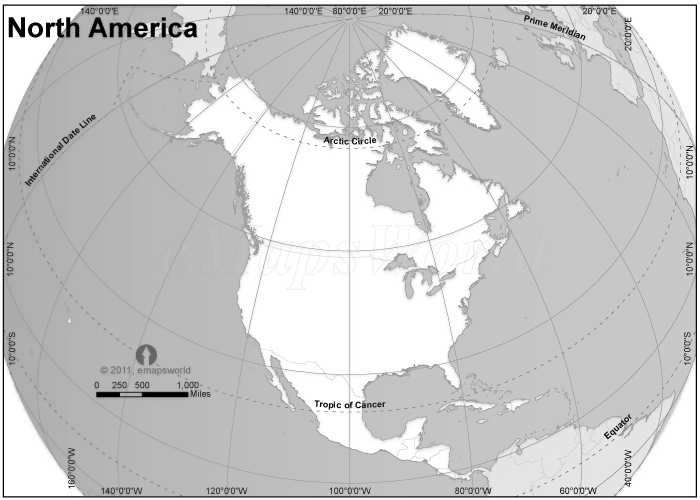 140°0'0"E
140°0'0"E
80°0'0"E
20°0'0"E
20°0'0"E
North America
Prime Meridian
20°0'0"E
International Date Line
Arctic Circle
10°0'0"N
10°0'0"N
eMapsWorld
10°0'0"N
10°0'0"N
10°0'0"S
10°0'0"S
© 2011, emapsworld
0 250 500 1,000
Miles
Tropic of Cancer
Equator
160°0'0"W
140°0'0"W
120°0'0"W
100°0'0"W
80°0'0"W
60°0'0"W
40°0'0"W